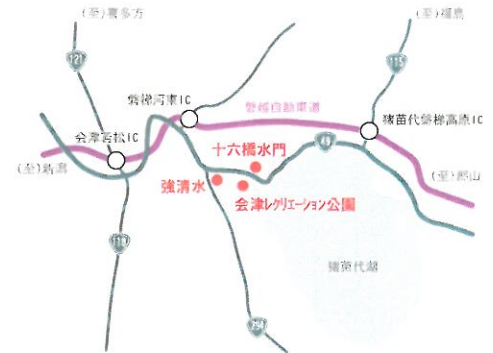 (至)喜多方
(至)福島
121
115
磐梯河東IC
磐越自動車道
会津若松IC
猪苗代磐梯高原IC
十六橋水門
49
(至)新潟
強清水
会津レクリエーション公園
(至)郡山
118
猪苗代湖
294